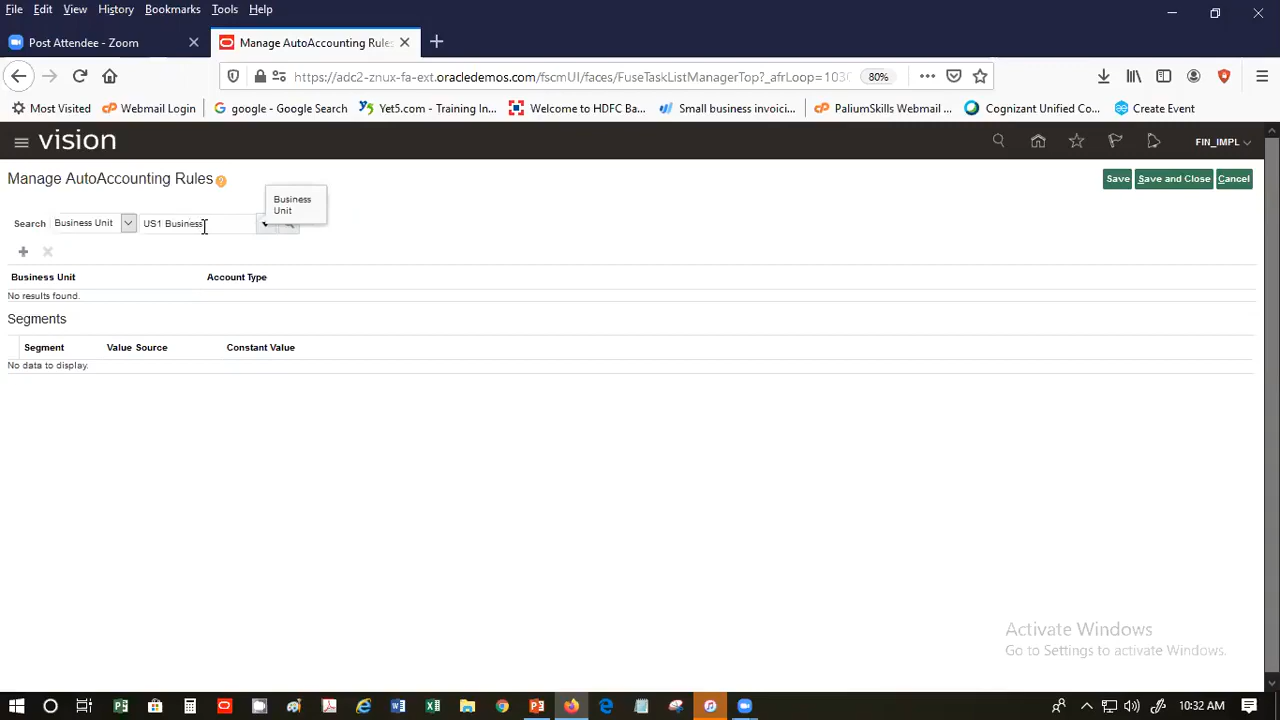 File Edit View History Bookmarks Tools Help
Post Attendee - Zoom
Manage AutoAccounting Rules
https://adc2-znux-fa-ext.oracledemos.com/fscmUI/faces/FuseTaskListManagerTop?_afrLoop=1030
80%
Most Visited
Webmail Login
google - Google Search
Yet5.com - Training In...
Welcome to HDFC Ba...
Small business invoici...
PaliumSkills Webmail ...
Cognizant Unified Co...
Create Event
vision
FIN_IMPL
Manage AutoAccounting Rules
Save Save and Close Cancel
Business
Unit
Search Business Unit US1 Business
Business Unit Account Type
No results found.
Segments
Segment Value Source Constant Value
No data to display.
Activate Windows
Go to Settings to activate Windows.
10:32 AM